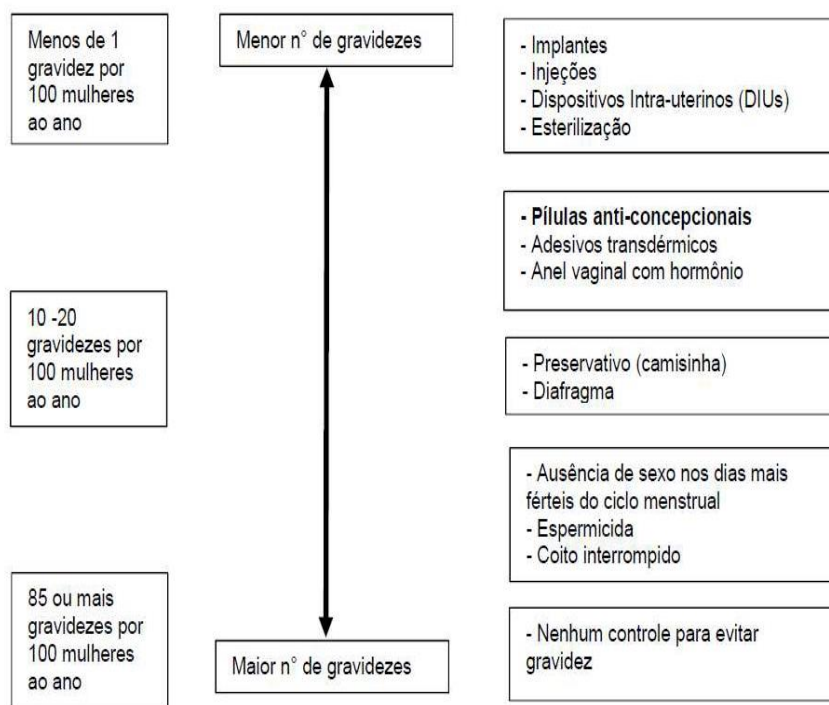 Menos de 1
gravidez por
100 mulheres
ao ano
Menor n° de gravidezes
- Implantes
- Injeções
- Dispositivos Intra-uterinos (DIUs)
- Esterilização
- Pílulas anti-concepcionais
- Adesivos transdérmicos
- Anel vaginal com hormônio
10 -20
gravidezes por
100 mulheres
ao ano
- Preservativo (camisinha)
- Diafragma
- Ausência de sexo nos dias mais
férteis do ciclo menstrual
- Espermicida
- Coito interrompido
85 ou mais
gravidezes por
100 mulheres
ao ano
Maior n° de gravidezes
- Nenhum controle para evitar
gravidez